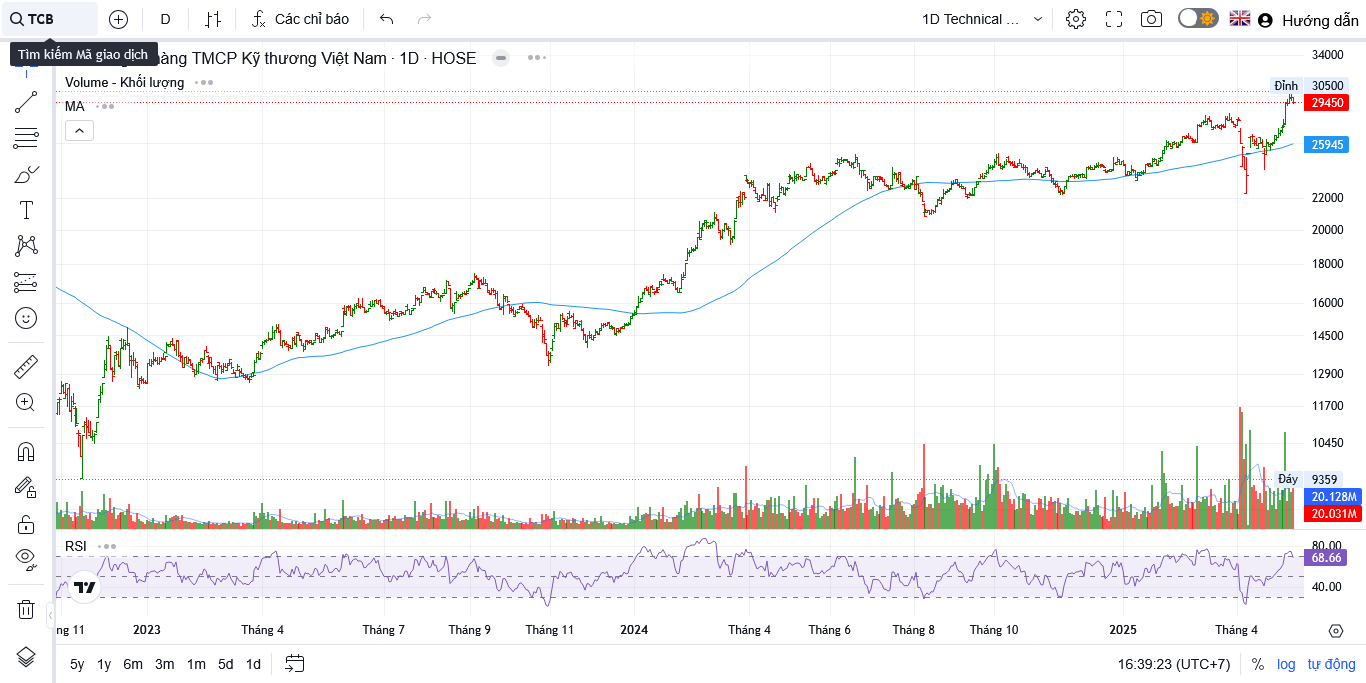 TCB
D
Các chỉ báo
1D Technical ...
Hướng dẫn
Tìm kiếm Mã giao dịch
hàng TMCP Kỹ thương Việt Nam · 1D · HOSE
Volume - Khối lượng
MA
34000
Đỉnh 30500
29450
25945
22000
20000
18000
16000
14500
12900
11700
10450
Đáy 9359
20.128M
20.031M
RSI
80.00
68.66
40.00
ng 11 2023 Tháng 4 Tháng 7 Tháng 9 Tháng 11 2024 Tháng 4 Tháng 6 Tháng 8 Tháng 10 2025 Tháng 4
5y 1y 6m 3m 1m 5d 1d
16:39:23 (UTC+7) % log tự động